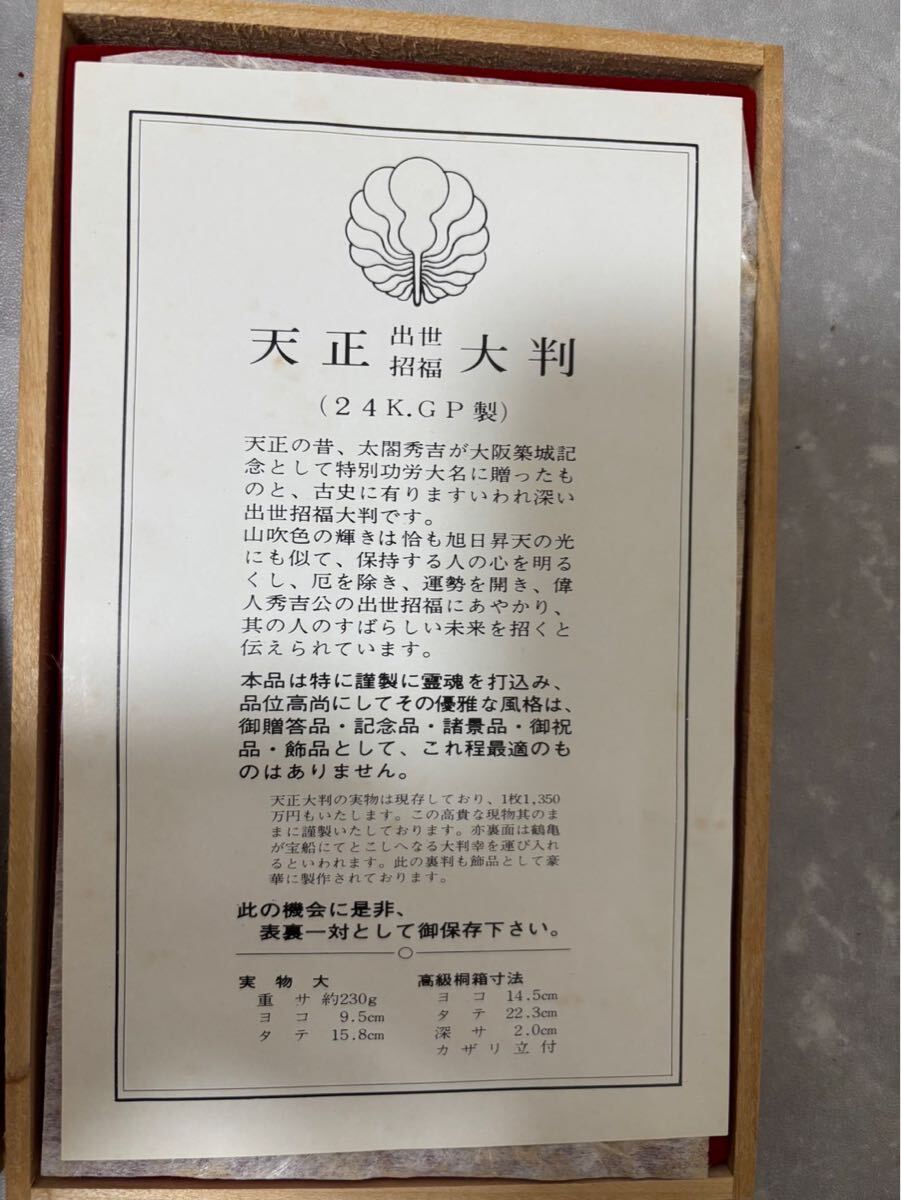 天正 出世 大判
招福
(24K.GP製)
天正の昔、太閤秀吉が大阪築城記
念として特別功労大名に贈ったも
のと、古史に有りますいわれ深い
出世招福大判です。
山吹色の輝きは恰も旭日昇天の光
にも似て、保持する人の心を明る
くし、厄を除き、運勢を開き、偉
人秀吉公の出世招福にあやかり、
其の人のすばらしい未来を招くと
伝えられています。
本品は特に謹製に霊魂を打込み、
品位高尚にしてその優雅な風格は、
御贈答品・記念品・諸景品・御祝
品・飾品として、これ程最適のも
のはありません。
天正大判の実物は現存しており、1枚1,350
万円もいたします。この高貴な現物其のま
まに謹製いたしております。亦裏面は鶴亀
が宝船にてとこしへなる大判幸を運び入れ
るといわれます。此の裏判も飾品として豪
華に製作されております。
此の機会に是非、
表裏一対として御保存下さい。
実物大
重サ 約230g
ヨコ 9.5cm
タテ 15.8cm
高級桐箱寸法
ヨコ 14.5cm
タテ 22.3cm
深サ 2.0cm
カザリ立付